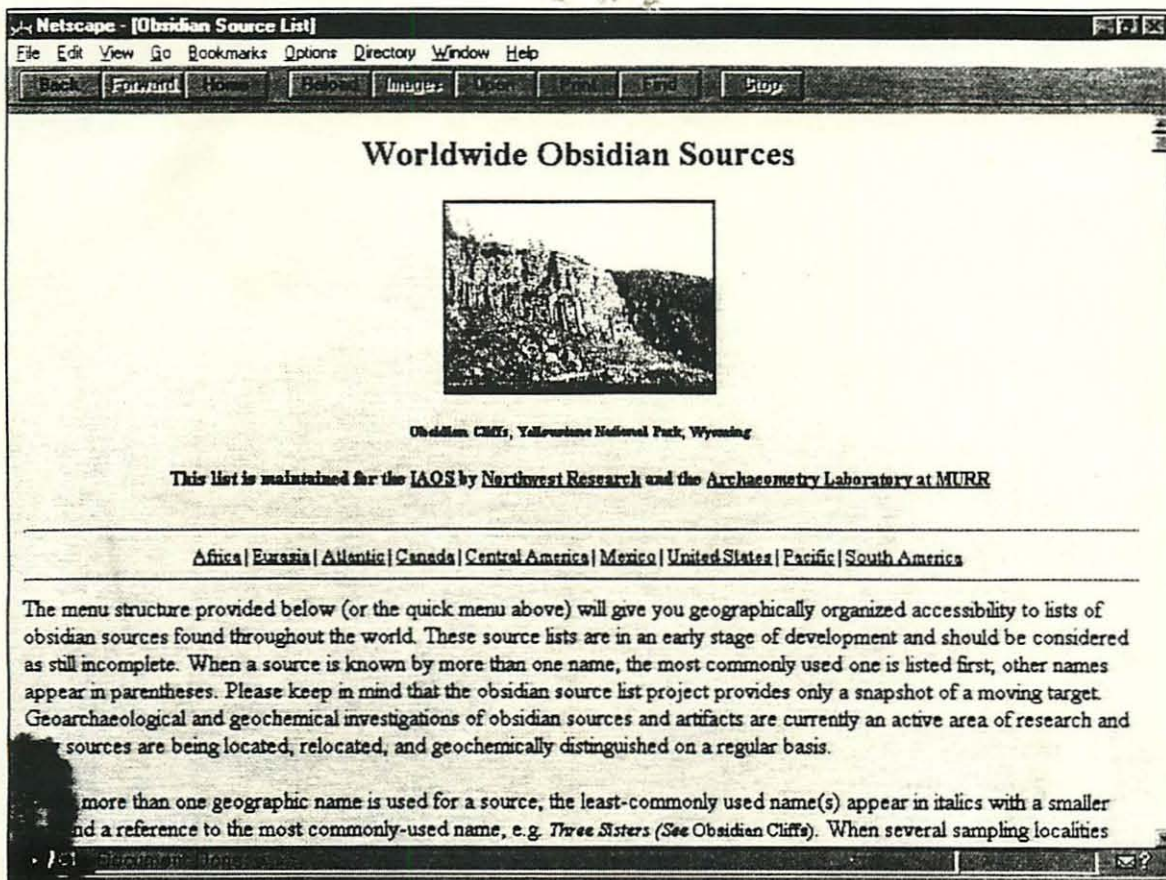 Netscape - [Obsidian Source List]
File Edit View Go Bookmarks Options Directory Window Help
Back Forward Home Reload Images Open Print Find Stop
Worldwide Obsidian Sources
Obsidian Cliffs, Yellowstone National Park, Wyoming
This list is maintained for the IAOS by Northwest Research and the Archaeometry Laboratory at MURR
Africa | Eurasia | Atlantic | Canada | Central America | Mexico | United States | Pacific | South America
The menu structure provided below (or the quick menu above) will give you geographically organized accessibility to lists of
obsidian sources found throughout the world. These source lists are in an early stage of development and should be considered
as still incomplete. When a source is known by more than one name, the most commonly used one is listed first; other names
appear in parentheses. Please keep in mind that the obsidian source list project provides only a snapshot of a moving target.
Geoarchaeological and geochemical investigations of obsidian sources and artifacts are currently an active area of research and
sources are being located, relocated, and geochemically distinguished on a regular basis.
more than one geographic name is used for a source, the least-commonly used name(s) appear in italics with a smaller
a reference to the most commonly-used name, e.g. Three Sisters (See Obsidian Cliffs). When several sampling localities
Document: Done